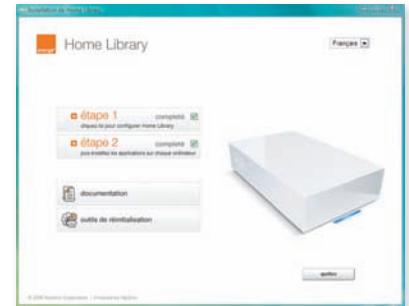 Installation de Home Library
Home Library
Français
étape 1 complété
cliquez ici pour configurer Home Library
étape 2 complété
puis installez les applications sur chaque ordinateur
documentation
outils de réinitialisation
quitter